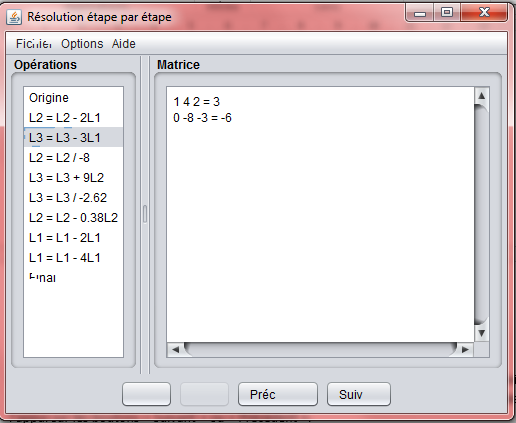 Résolution étape par étape
Fichier Options Aide
Opérations
Matrice
Origine
L2 = L2 - 2L1
L3 = L3 - 3L1
L2 = L2 / -8
L3 = L3 + 9L2
L3 = L3 / -2.62
L2 = L2 - 0.38L2
L1 = L1 - 2L1
L1 = L1 - 4L1
Final
1 4 2 = 3
0 -8 -3 = -6
Préc
Suiv